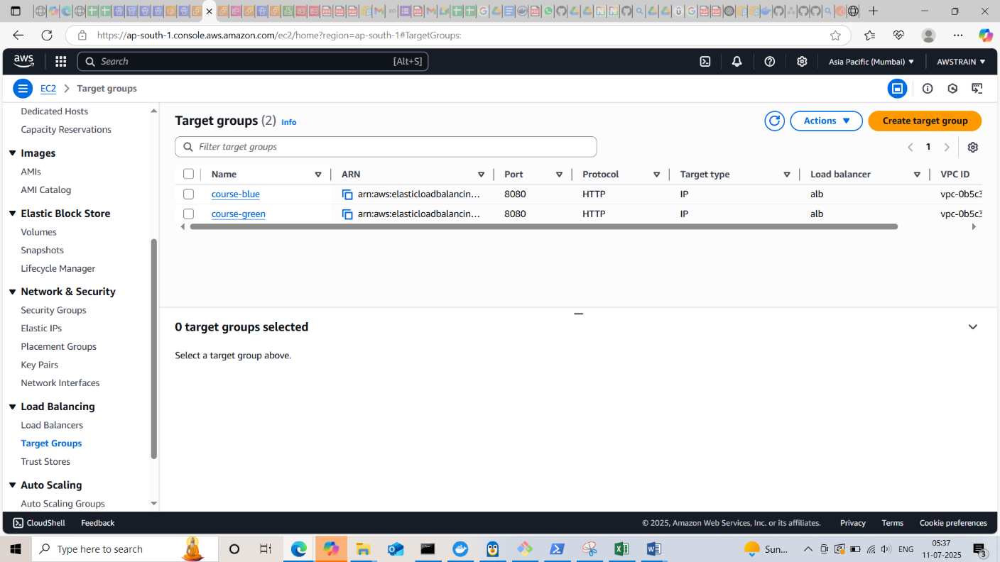 https://ap-south-1.console.aws.amazon.com/ec2/home?region=ap-south-1#TargetGroups:
aws
Search
[Alt+S]
Asia Pacific (Mumbai)
AWSTRAIN
EC2
Target groups
Dedicated Hosts
Capacity Reservations
Images
AMIs
AMI Catalog
Elastic Block Store
Volumes
Snapshots
Lifecycle Manager
Network & Security
Security Groups
Elastic IPs
Placement Groups
Key Pairs
Network Interfaces
Load Balancing
Load Balancers
Target Groups
Trust Stores
Auto Scaling
Auto Scaling Groups
Target groups (2) Info
Actions
Create target group
Filter target groups
1
Name ARN Port Protocol Target type Load balancer VPC ID
course-blue arn:aws:elasticloadbalancin... 8080 HTTP IP alb vpc-0b5c3
course-green arn:aws:elasticloadbalancin... 8080 HTTP IP alb vpc-0b5c3
0 target groups selected
Select a target group above.
CloudShell
Feedback
© 2025, Amazon Web Services, Inc. or its affiliates.
Privacy
Terms
Cookie preferences
Type here to search
Sun...
ENG
05:37
11-07-2025
3